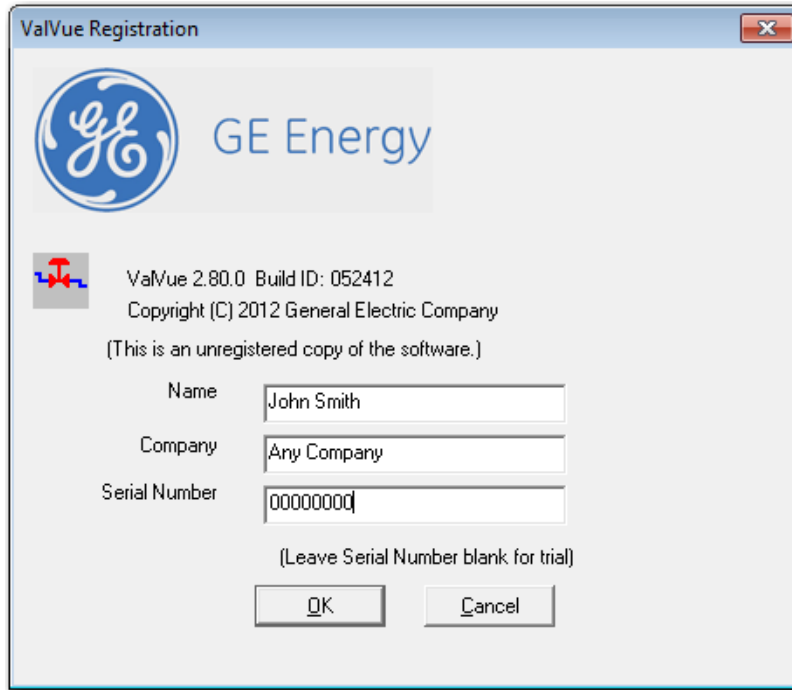 ValVue Registration
GE Energy
ValVue 2.80.0 Build ID: 052412
Copyright (C) 2012 General Electric Company
(This is an unregistered copy of the software.)
Name John Smith
Company Any Company
Serial Number 00000000
(Leave Serial Number blank for trial)
OK Cancel